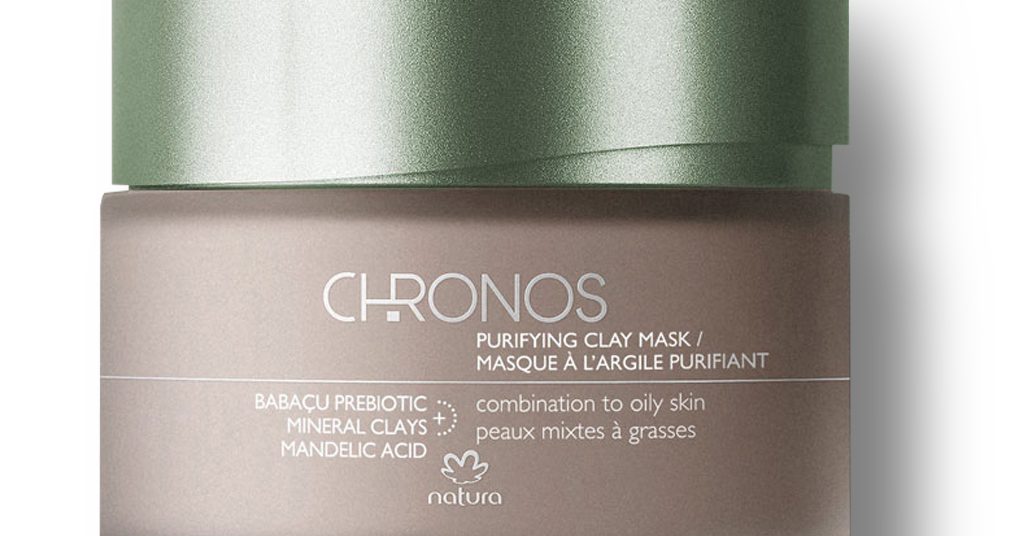 CHRONOS
PURIFYING CLAY MASK /
MASQUE À L'ARGILE PURIFIANT
BABAÇU PREBIOTIC
MINERAL CLAYS
MANDELIC ACID
+
combination to oily skin
peaux mixtes à grasses
natura